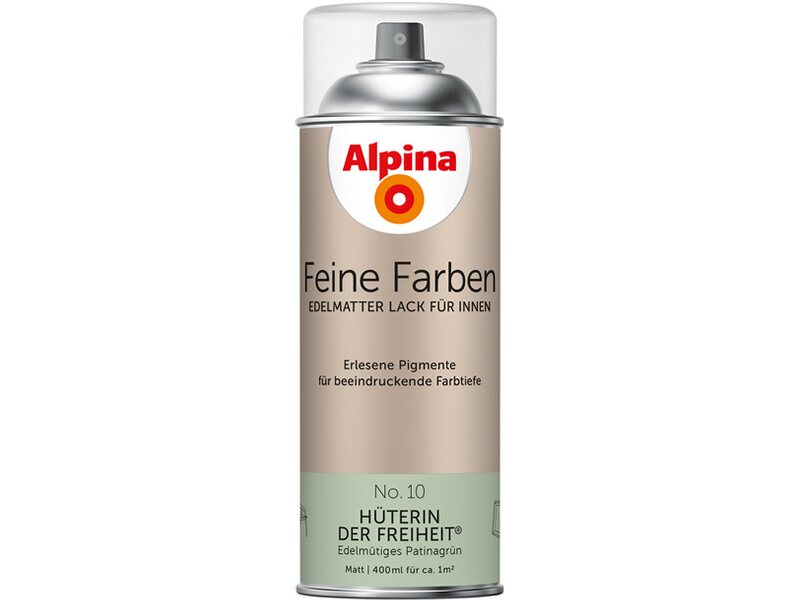 Alpina
Feine Farben
EDELMATTER LACK FÜR INNEN
Erlesene Pigmente
für beeindruckende Farbtiefe
No. 10
HÜTERIN
DER FREIHEIT®
Edelmütiges Patinagrün
Matt | 400ml für ca. 1m²